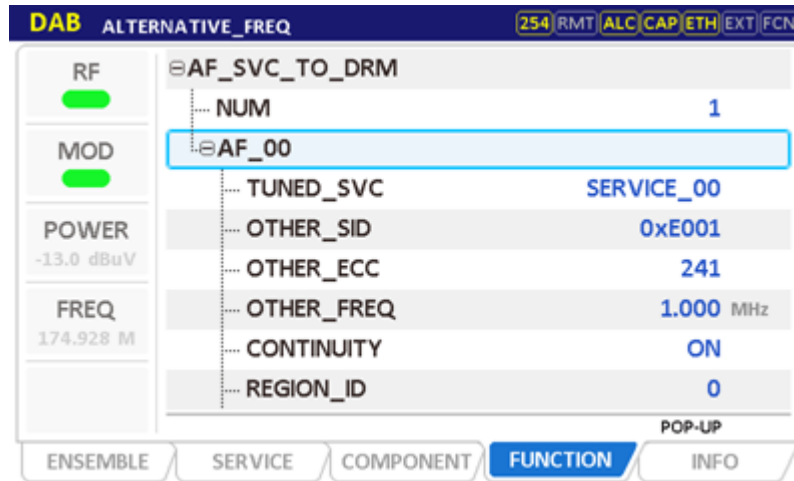 DAB ALTERNATIVE_FREQ 254 RMT ALC CAP ETH EXT FCN
RF
MOD
POWER
-13.0 dBuV
FREQ
174.928 M
AF_SVC_TO_DRM
NUM 1
AF_00
TUNED_SVC SERVICE_00
OTHER_SID 0xE001
OTHER_ECC 241
OTHER_FREQ 1.000 MHz
CONTINUITY ON
REGION_ID 0
POP-UP
ENSEMBLE SERVICE COMPONENT FUNCTION INFO